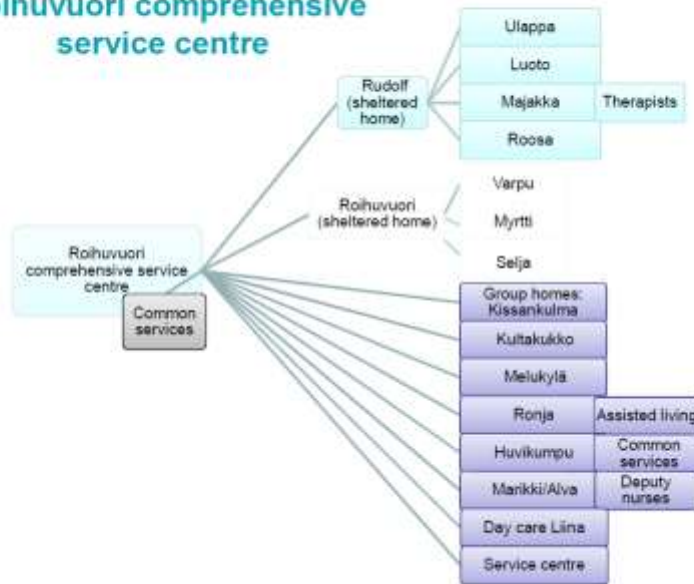 oihuvuori comprehensive
service centre
Ulappa
Luoto
Rudolf
(sheltered
home)
Majakka
Therapists
Roosa
Varpu
Roihuvuori
(sheltered home)
Myrtti
Selja
Roihuvuori
comprehensive service
centre
Common
services
Group homes:
Kissankulma
Kultakukko
Melukylä
Ronja
Assisted living
Huvikumpu
Common
services
Marikki/Alva
Deputy
nurses
Day care Liina
Service centre